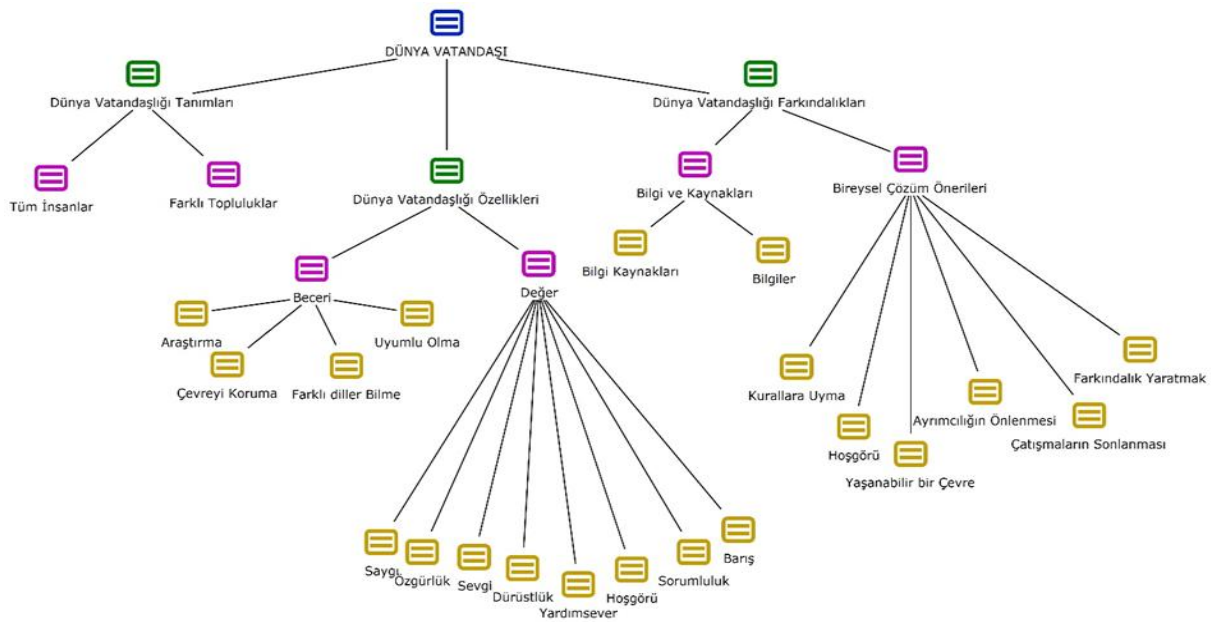 DÜNYA VATANDAŞI
Dünya Vatandaşlığı Tanımları
Dünya Vatandaşlığı Farkındalıkları
Tüm İnsanlar
Farklı Topluluklar
Dünya Vatandaşlığı Özellikleri
Bilgi ve Kaynakları
Bireysel Çözüm Önerileri
Bilgi Kaynakları
Bilgiler
Beceri
Değer
Araştırma
Uyumlu Olma
Çevreyi Koruma
Farklı diller Bilme
Kurallara Uyma
Farkındalık Yaratmak
Ayrımcılığın Önlenmesi
Çatışmaların Sonlanması
Hoşgörü
Yaşanabilir bir Çevre
Saygı
Özgürlük
Sevgi
Dürüstlük
Yardımsever
Hoşgörü
Sorumluluk
Barış